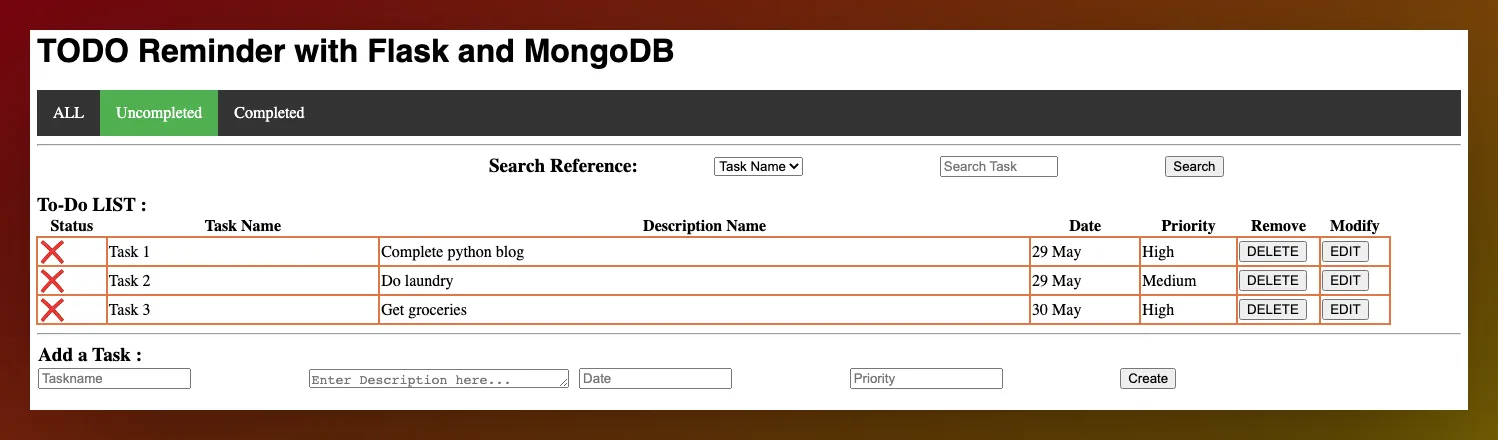 TODO Reminder with Flask and MongoDB
ALL Uncompleted Completed
Search Reference: Task Name Search Task Search
To-Do LIST :
Status Task Name Description Name Date Priority Remove Modify
Task 1 Complete python blog 29 May High DELETE EDIT
Task 2 Do laundry 29 May Medium DELETE EDIT
Task 3 Get groceries 30 May High DELETE EDIT
Add a Task :
Taskname Enter Description here... Date Priority Create